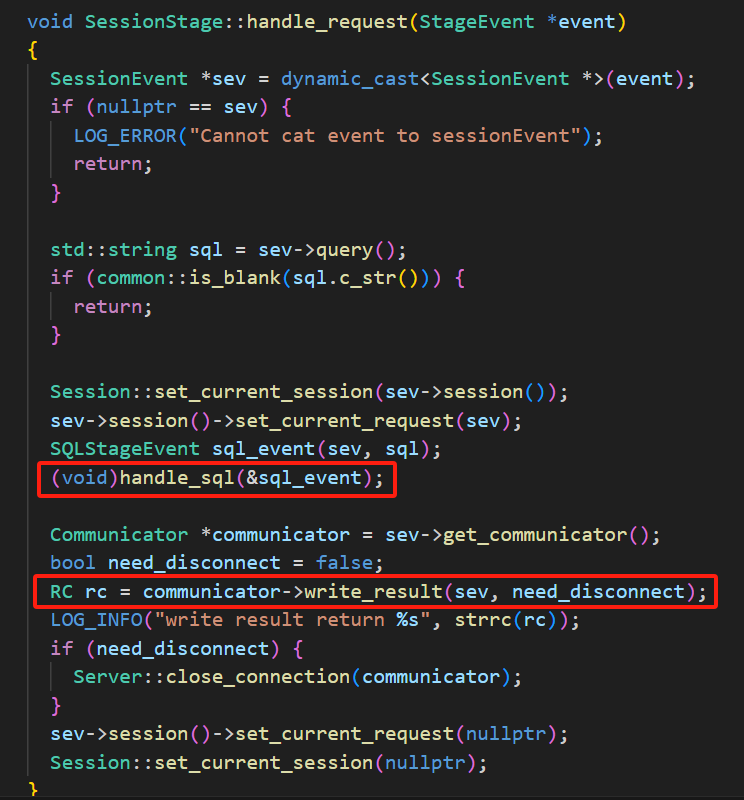 void SessionStage::handle_request(StageEvent *event)
{
  SessionEvent *sev = dynamic_cast<SessionEvent *>(event);
  if (nullptr == sev) {
    LOG_ERROR("Cannot cat event to sessionEvent");
    return;
  }

  std::string sql = sev->query();
  if (common::is_blank(sql.c_str())) {
    return;
  }

  Session::set_current_session(sev->session());
  sev->session()->set_current_request(sev);
  SQLStageEvent sql_event(sev, sql);
  (void)handle_sql(&sql_event);

  Communicator *communicator = sev->get_communicator();
  bool need_disconnect = false;
  RC rc = communicator->write_result(sev, need_disconnect);
  LOG_INFO("write result return %s", strrc(rc));
  if (need_disconnect) {
    Server::close_connection(communicator);
  }
  sev->session()->set_current_request(nullptr);
  Session::set_current_session(nullptr);
}